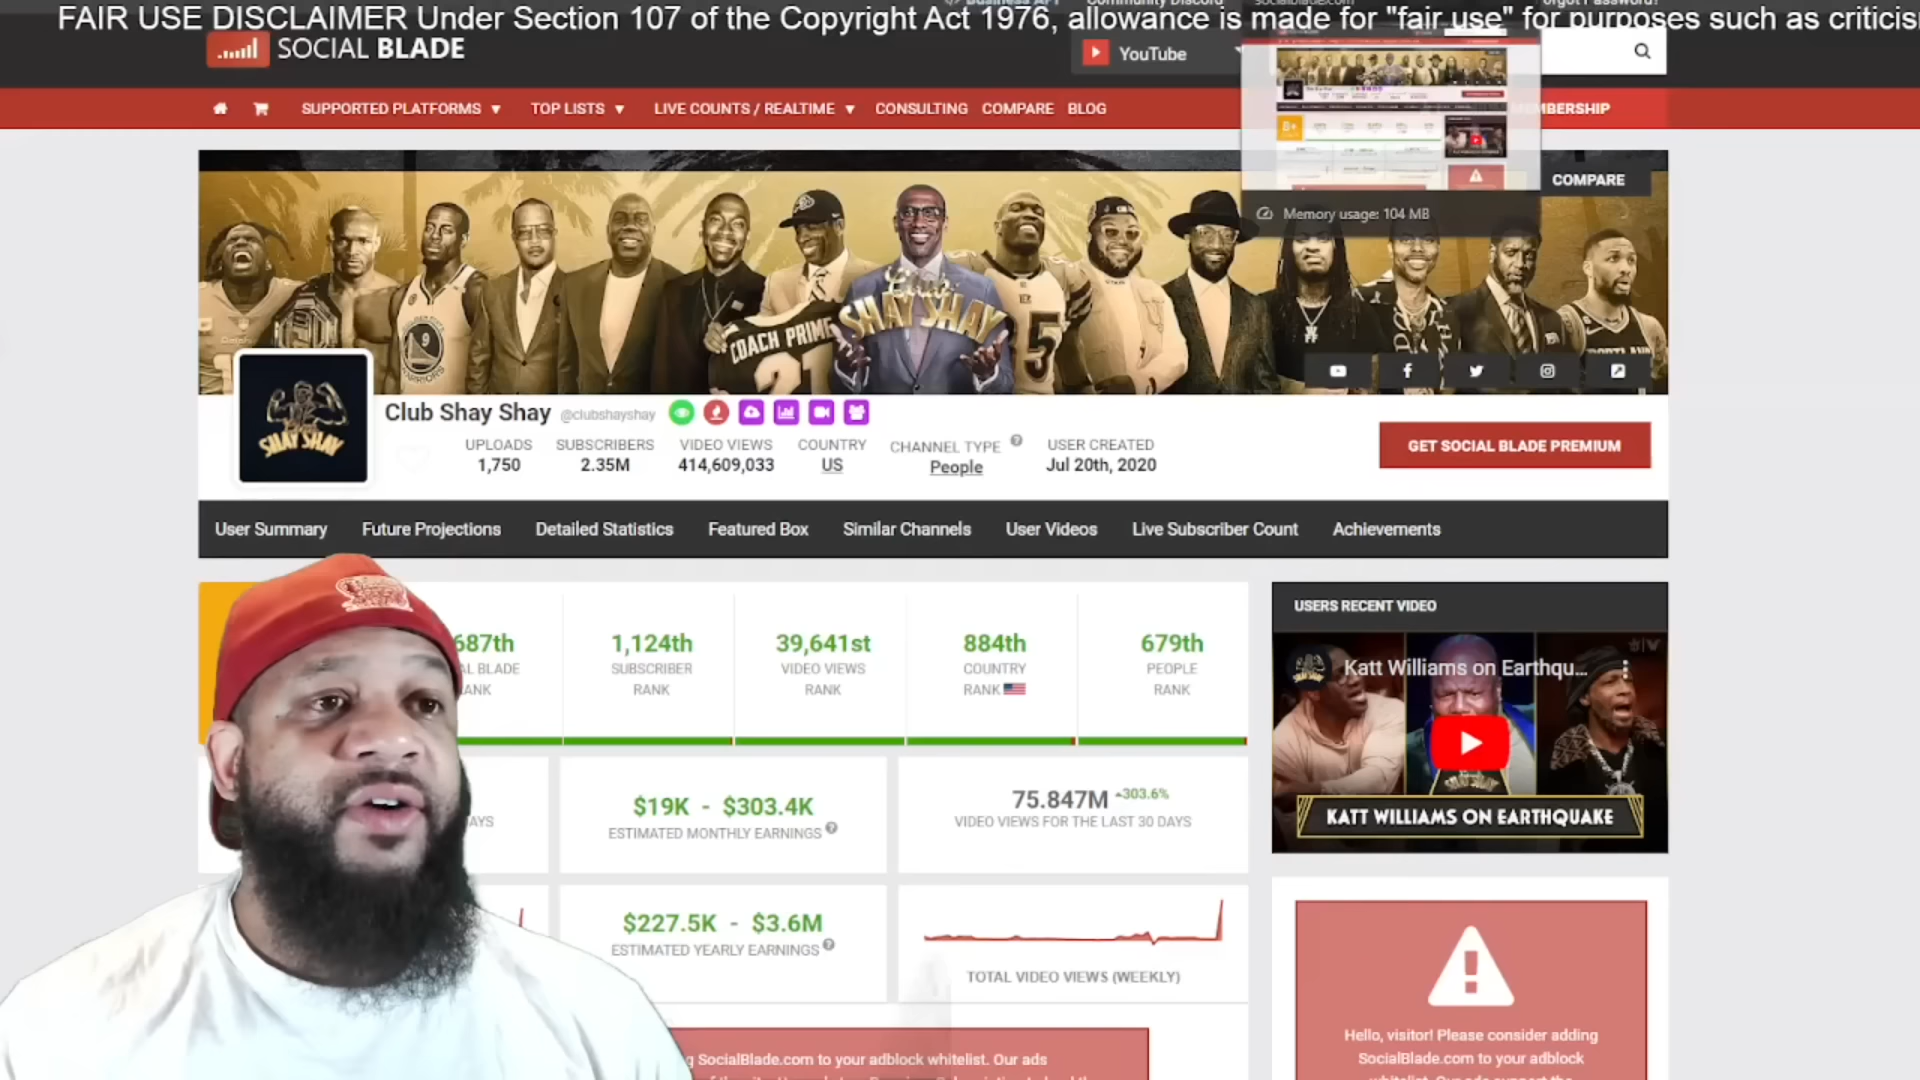 FAIR USE DISCLAIMER Under Section 107 of the Copyright Act 1976, allowance is made for "fair use" for purposes such as
SOCIAL BLADE
YouTube
SUPPORTED PLATFORMS ▼ TOP LISTS ▼ LIVE COUNTS / REALTIME ▼ CONSULTING COMPARE BLOG
COMPARE
Memory usage: 104 MB
COACH PRIME
Club
SHAY SHAY
SHAY SHAY
Club Shay Shay @clubshayshay
UPLOADS SUBSCRIBERS VIDEO VIEWS COUNTRY CHANNEL TYPE USER CREATED
1,750 2.35M 414,609,033 US People Jul 20th, 2020
GET SOCIAL BLADE PREMIUM
User Summary Future Projections Detailed Statistics Featured Box Similar Channels User Videos Live Subscriber Count Achievements
687th 1,124th 39,641st 884th 679th
SUBSCRIBER VIDEO VIEWS COUNTRY PEOPLE
RANK RANK RANK RANK
USERS RECENT VIDEO
Katt Williams on Earthqu...
KATT WILLIAMS ON EARTHQUAKE
$19K - $303.4K
ESTIMATED MONTHLY EARNINGS
75.847M 303.6%
VIDEO VIEWS FOR THE LAST 30 DAYS
$227.5K - $3.6M
ESTIMATED YEARLY EARNINGS
TOTAL VIDEO VIEWS (WEEKLY)
SocialBlade.com to your adblock whitelist. Our ads
Hello, visitor! Please consider adding
SocialBlade.com to your adblock